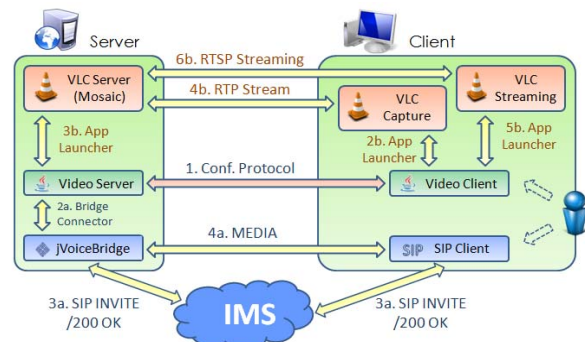 Server
Client
6b. RTSP Streaming
VLC Server
(Mosaic)
4b. RTP Stream
VLC
Capture
VLC
Streaming
3b. App
Launcher
2b. App
Launcher
5b. App
Launcher
1. Conf. Protocol
Video Server
Video Client
2a. Bridge
Connector
jVoiceBridge
4a. MEDIA
SIP
SIP Client
3a. SIP INVITE
/200 OK
IMS
3a. SIP INVITE
/200 OK